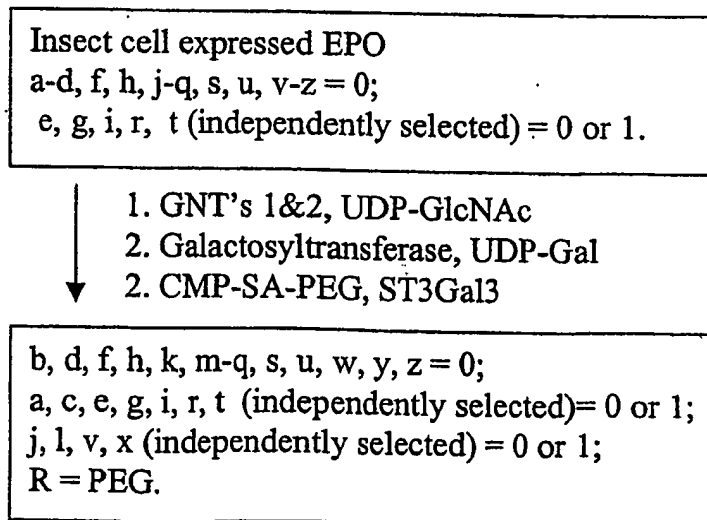 Insect cell expressed EPO
a-d, f, h, j-q, s, u, v-z = 0;
e, g, i, r, t (independently selected) = 0 or 1.
1. GNT's 1&2, UDP-GlcNAc
2. Galactosyltransferase, UDP-Gal
2. CMP-SA-PEG, ST3Gal3
b, d, f, h, k, m-q, s, u, w, y, z = 0;
a, c, e, g, i, r, t (independently selected)= 0 or 1;
j, l, v, x (independently selected) = 0 or 1;
R = PEG.